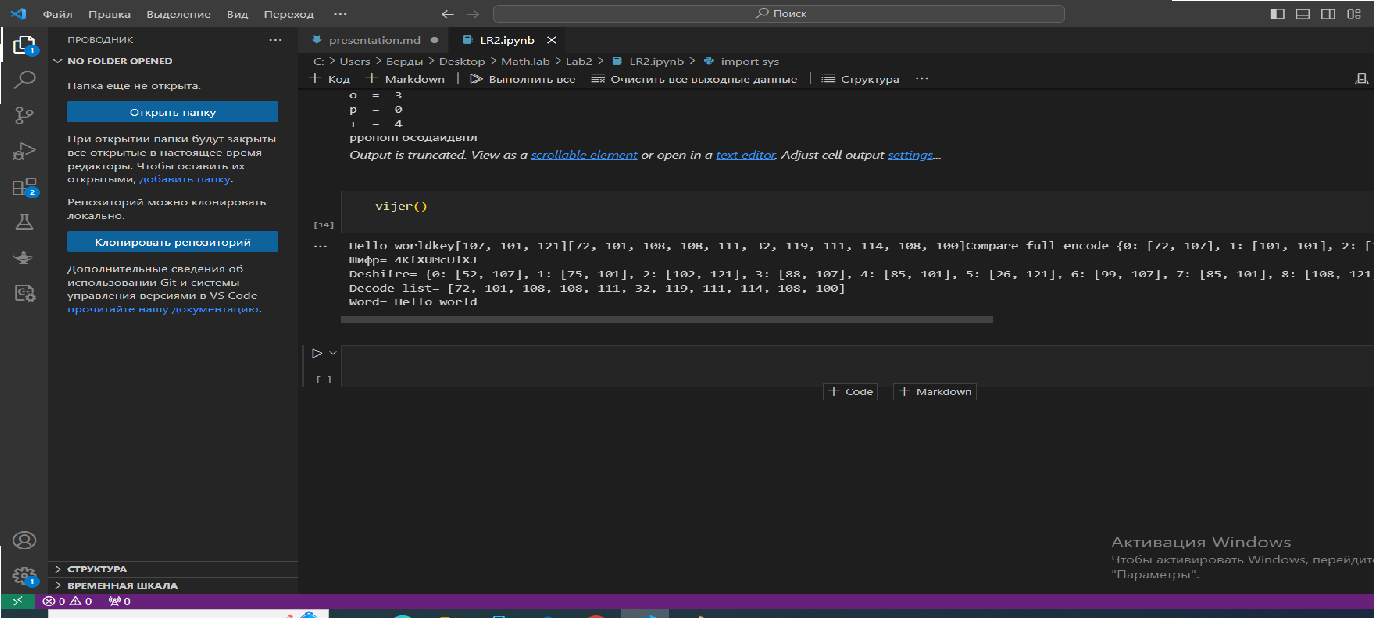 Файл Правка Выделение Вид Переход ··· Поиск
ПРОВОДНИК ···
NO FOLDER OPENED
Папка еще не открыта.
Открыть папку
При открытии папки будут закрыты
все открытые в настоящее время
редакторы. Чтобы оставить их
открытыми, добавить папку.
Репозиторий можно клонировать
локально.
Клонировать репозиторий
Дополнительные сведения об
использовании Git и системы
управления версиями в VS Code
прочитайте нашу документацию.
СТРУКТУРА
ВРЕМЕННАЯ ШКАЛА
presentation.md LR2.ipynb
C: > Users > Верды > Desktop > Math.lab > Lab2 > LR2.ipynb > import sys
Код Markdown Выполнить все Очистить все выходные данные Структура ···
о = 3
р = 0
= 4
Output is truncated. View as a scrollable element or open in a text editor. Adjust cell output settings...
vijer()
[14]
Hello worldkey[107, 101, 121][72, 101, 108, 108, 111, 32, 119, 111, 114, 108, 100]Compare full encode {0: [72, 107], 1: [101, 101], 2: [
Шифр=
Deshifre= {0: [52, 107], 1: [75, 101], 2: [102, 121], 3: [88, 107], 4: [85, 101], 5: [26, 121], 6: [99, 107], 7: [85, 101], 8: [108, 121
Decode list= [72, 101, 108, 108, 111, 32, 119, 111, 114, 108, 100]
Word= Hello world
[ ]
Code Markdown
Активация Windows
Чтобы активировать Windows, перейдите
"Параметры".
0 0 0